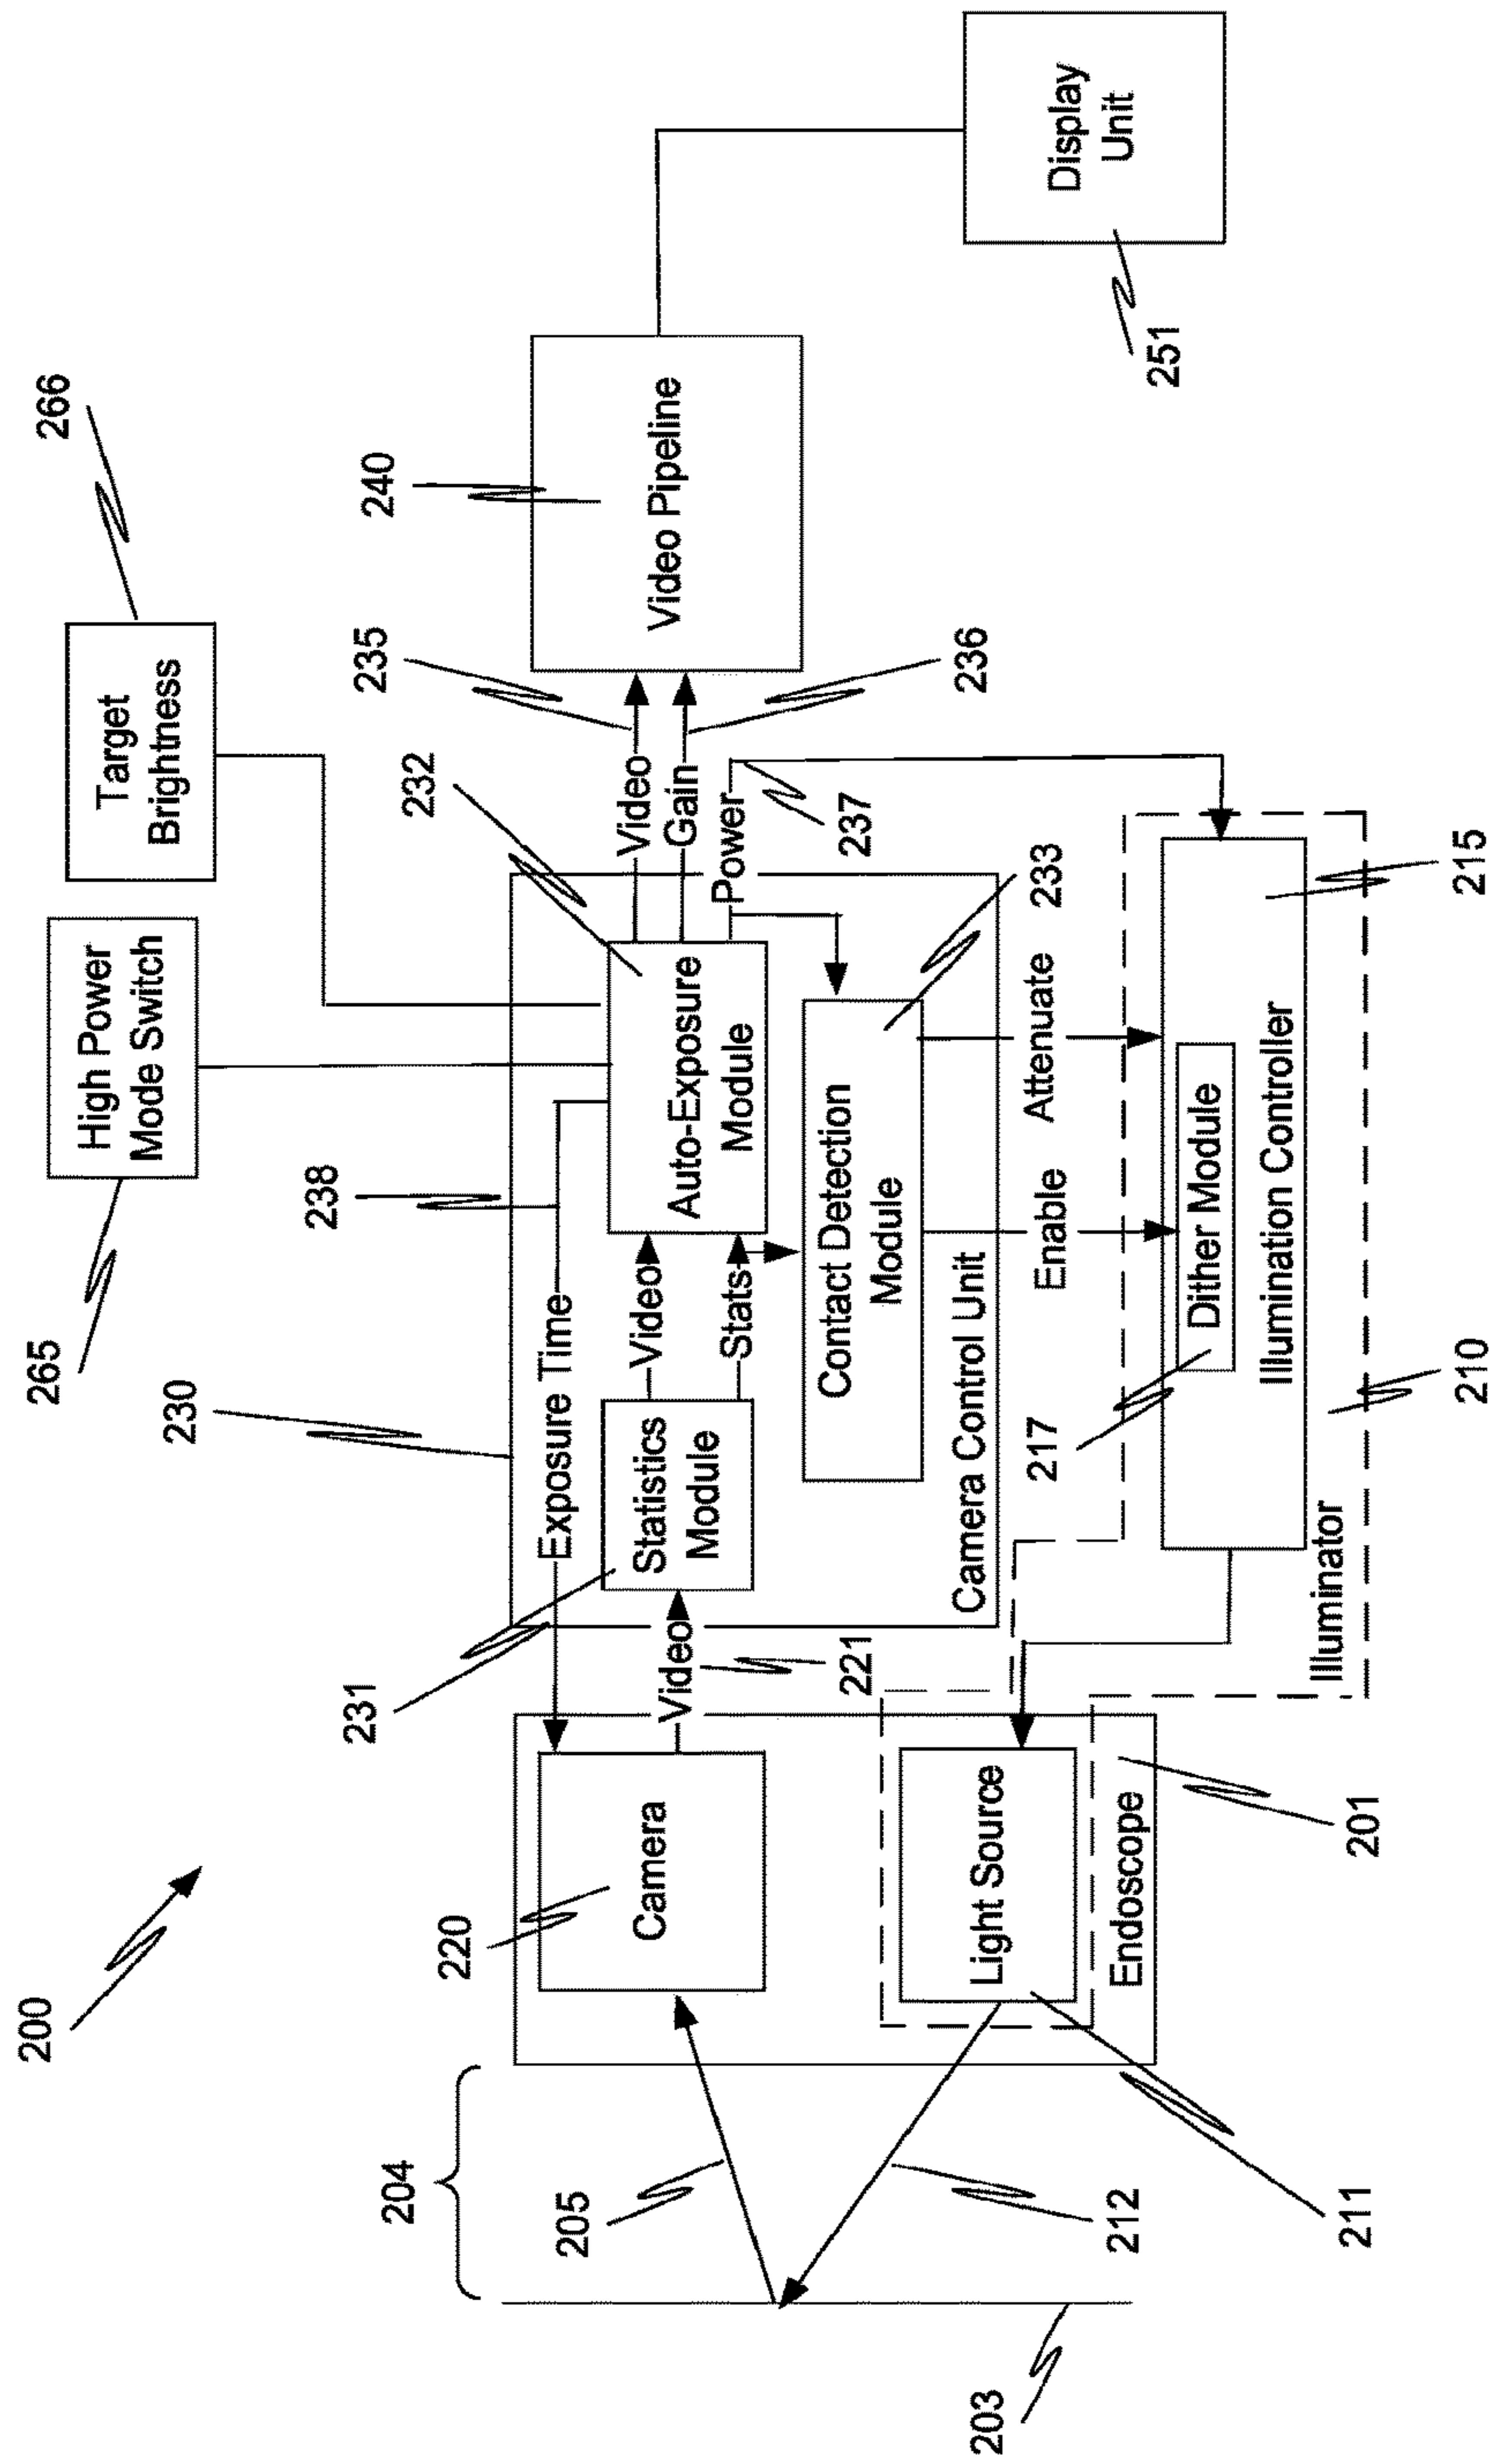 200
265
High Power
Mode Switch
266
Target
Brightness
230
238
232
235
240
Exposure Time
231
204
220
Camera
Video
221
Statistics
Module
Video
Stats
Auto-Exposure
Module
Video
Gain
Power
236
237
Video Pipeline
Display
Unit
251
205
212
203
211
Light Source
Endoscope
201
Contact Detection
Module
233
Camera Control Unit
Enable
Attenuate
217
Dither Module
Illumination Controller
215
Illuminator
210